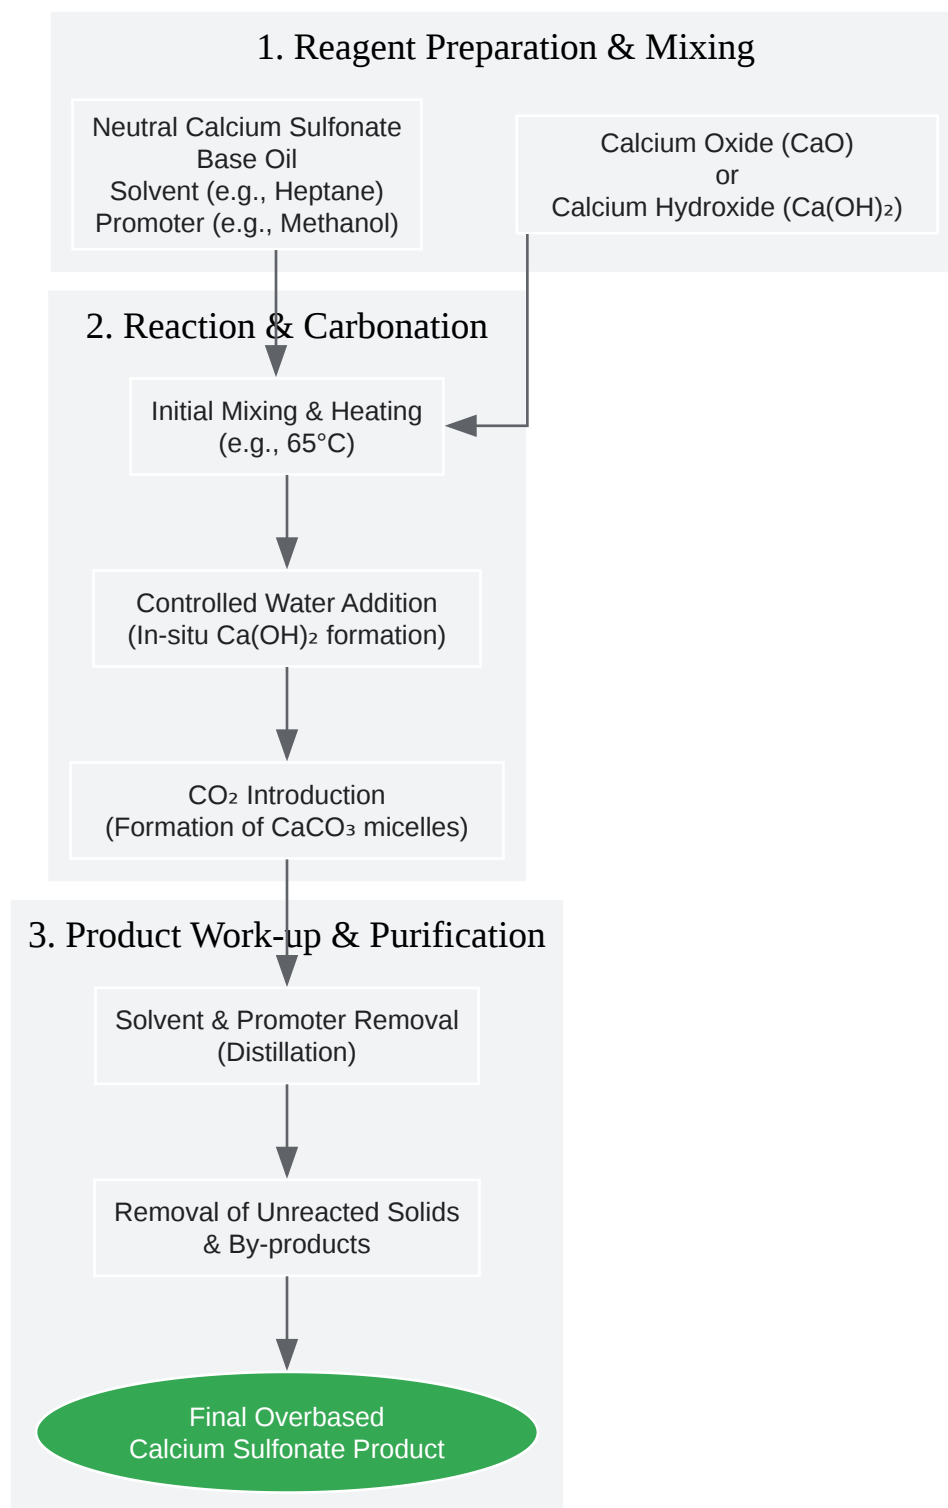 1. Reagent Preparation & Mixing
Neutral Calcium Sulfonate
Base Oil
Solvent (e.g., Heptane)
Promoter (e.g., Methanol)
Calcium Oxide (CaO)
or
Calcium Hydroxide (Ca(OH)₂)
2. Reaction & Carbonation
Initial Mixing & Heating
(e.g., 65°C)
Controlled Water Addition
(In-situ Ca(OH)₂ formation)
CO₂ Introduction
(Formation of CaCO₃ micelles)
3. Product Work-up & Purification
Solvent & Promoter Removal
(Distillation)
Removal of Unreacted Solids
& By-products
Final Overbased
Calcium Sulfonate Product